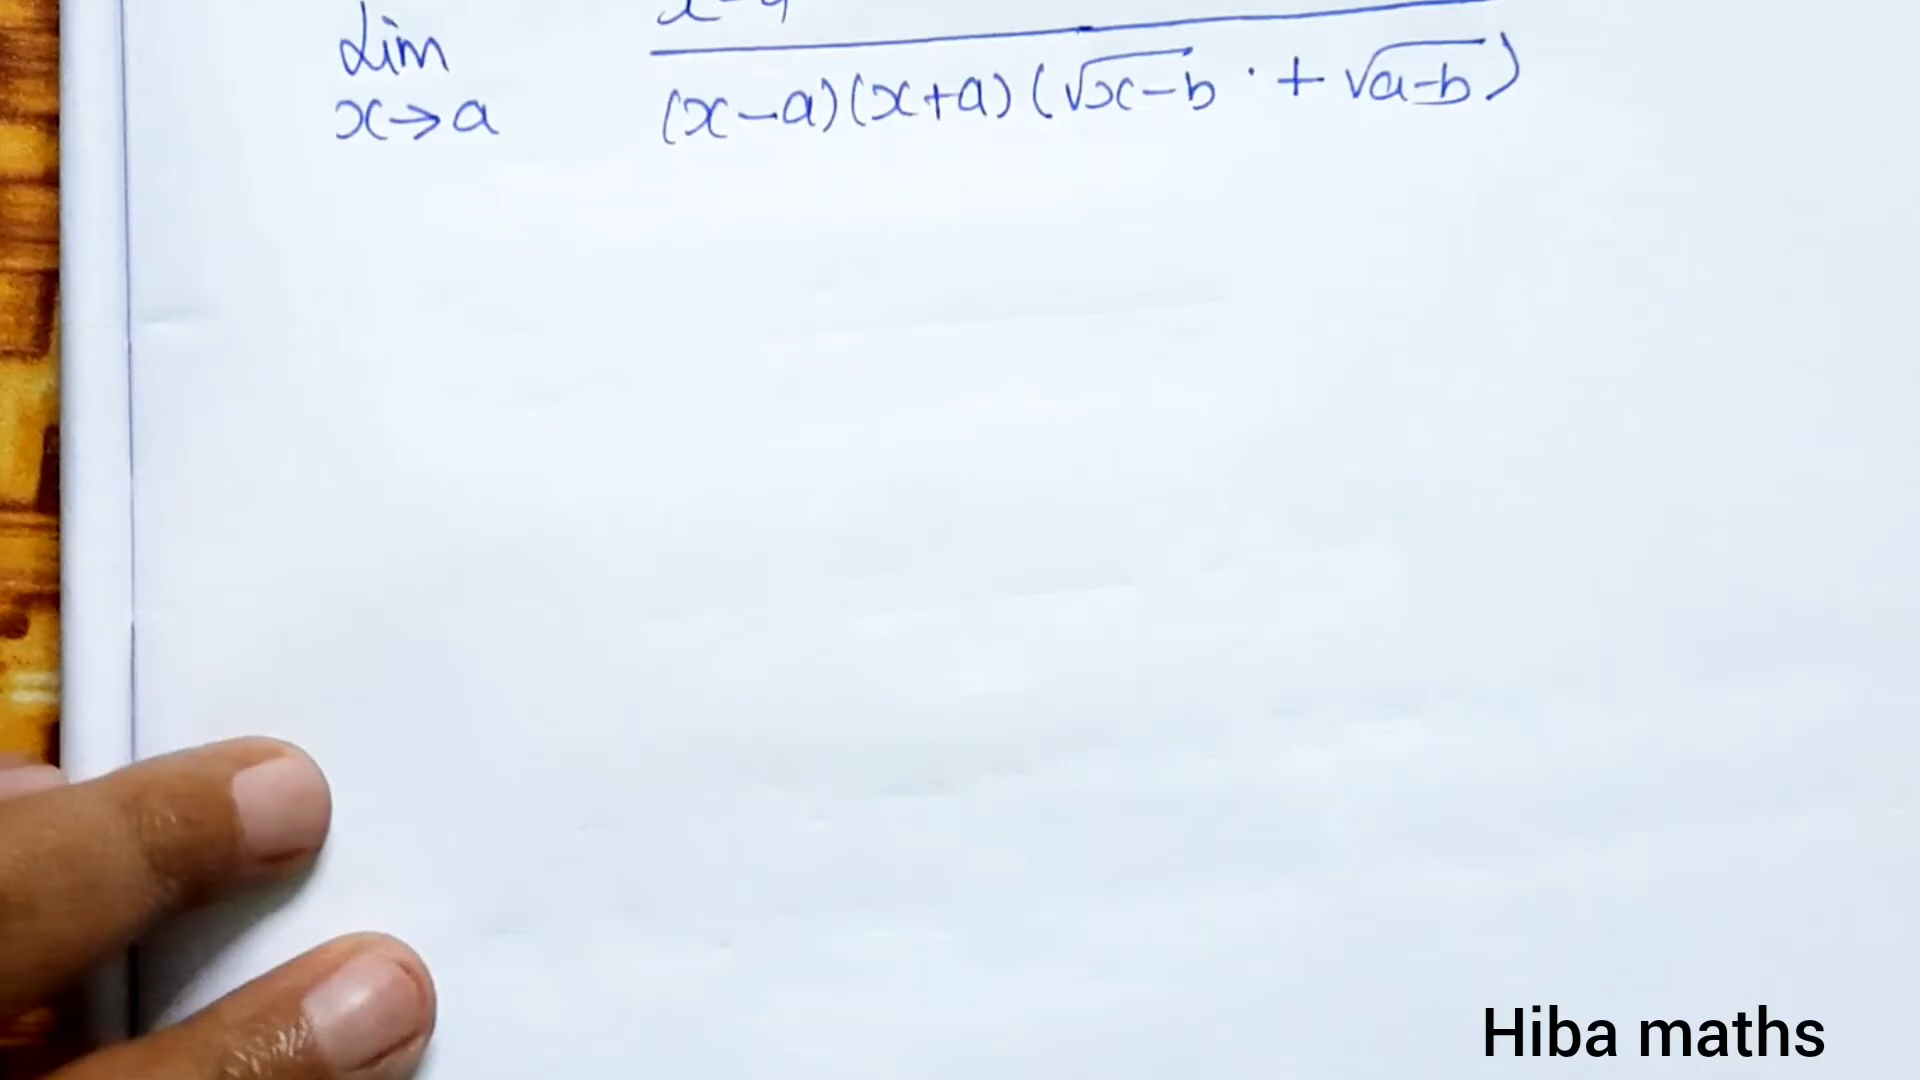 Lim
x→a
(x-a)(x+a)(√x-b + √a-b)
Hiba maths